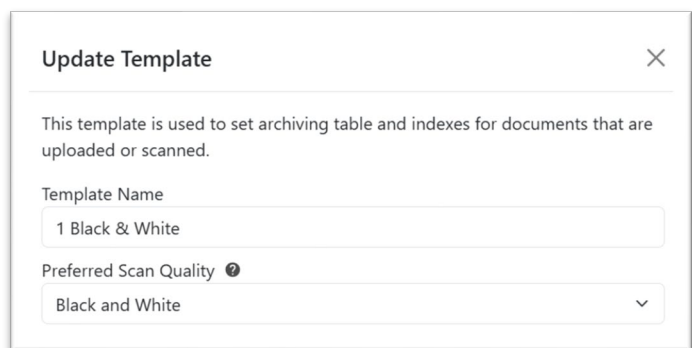 Update Template
This template is used to set archiving table and indexes for documents that are
uploaded or scanned.
Template Name
1 Black & White
Preferred Scan Quality ?
Black and White